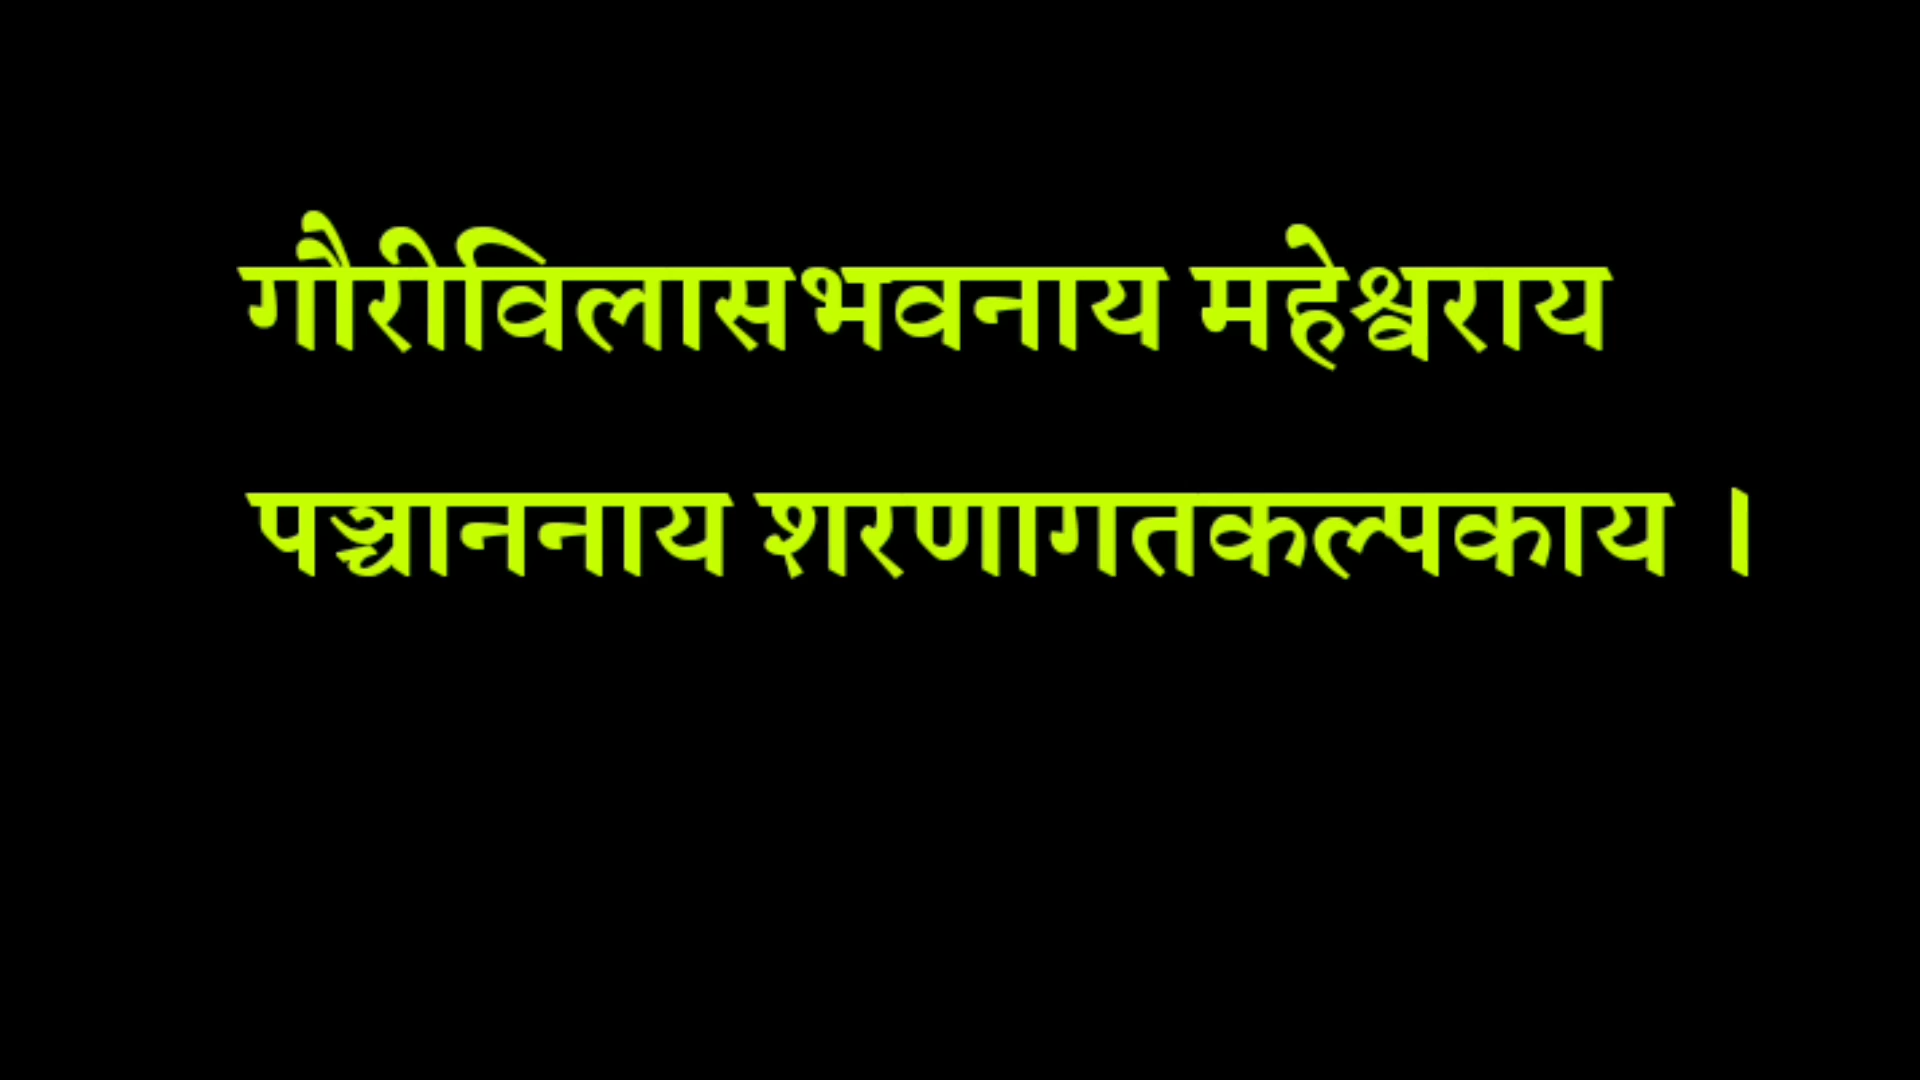 गौरीविलासभवनाय महेश्वराय
पञ्चाननाय शरणागतकल्पकाय ।